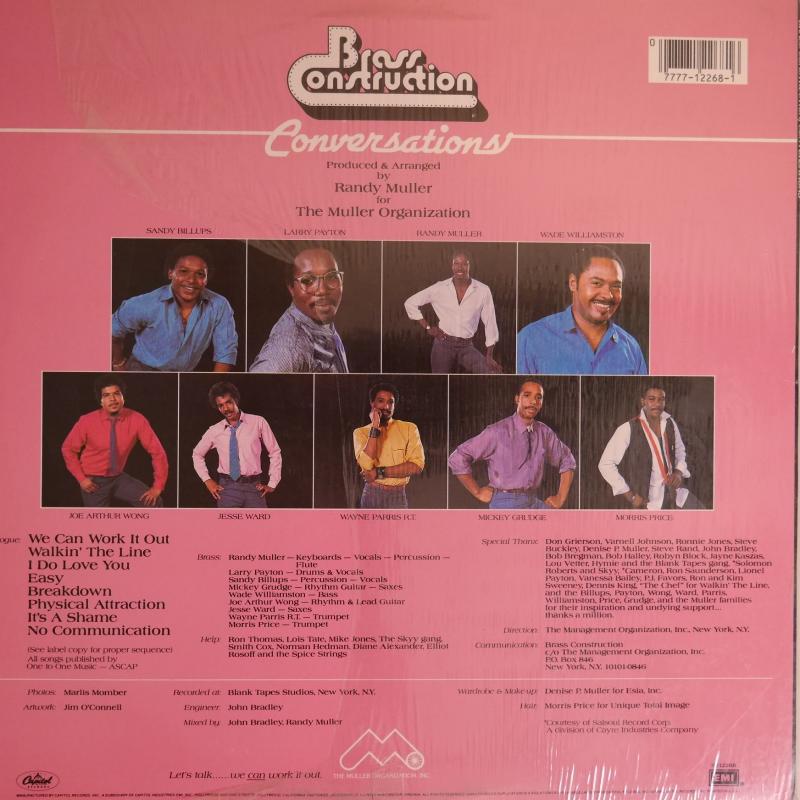 Brass
Construction
0
7777-12268-1
Conversations
Produced & Arranged
by
Randy Muller
for
The Muller Organization
SANDY BILLUPS
LARRY PAYTON
RANDY MULLER
WADE WILLIAMSTON
JOE ARTHUR WONG
JESSE WARD
WAYNE PARRIS R.T.
MICKEY GRUDGE
MORRIS PRICE
ogue: We Can Work It Out
Walkin' The Line
I Do Love You
Easy
Breakdown
Physical Attraction
It's A Shame
No Communication
(See label copy for proper sequence)
All songs published by
One to One Music — ASCAP
Brass: Randy Muller — Keyboards — Vocals — Percussion —
Flute
Larry Payton — Drums & Vocals
Sandy Billups — Percussion — Vocals
Mickey Grudge — Rhythm Guitar — Saxes
Wade Williamston — Bass
Joe Arthur Wong — Rhythm & Lead Guitar
Jesse Ward — Saxes
Wayne Parris R.T. — Trumpet
Morris Price — Trumpet
Help: Ron Thomas, Lois Tate, Mike Jones, The Skyy gang,
Smith Cox, Norman Hedman, Diane Alexander, Elliot
Rosoff and the Spice Strings
Special Thanx: Don Grierson, Varnell Johnson, Ronnie Jones, Steve
Buckley, Denise P. Muller, Steve Rand, John Bradley,
Bob Bregman, Bob Halley, Robyn Block, Jayne Kaszas,
Lou Vetter, Hymie and the Blank Tapes gang, *Solomon
Roberts and Skyy, *Cameron, Ron Saunderson, Lionel
Payton, Vanessa Bailey, P.J. Favors, Ron and Kim
Sweeney, Dennis King, "The Chef" for Walkin' The Line,
and the Billups, Payton, Wong, Ward, Parris,
Williamston, Price, Grudge, and the Muller families
for their inspiration and undying support...
thanks a million.
Direction: The Management Organization, Inc., New York, N.Y.
Communication: Brass Construction
c/o The Management Organization, Inc.
P.O. Box 846
New York, N.Y. 10101-0846
Photos: Marlis Momber
Artwork: Jim O'Connell
Recorded at: Blank Tapes Studios, New York, N.Y.
Engineer: John Bradley
Mixed by: John Bradley, Randy Muller
Wardrobe & Make-up: Denise P. Muller for Esia, Inc.
Hair: Morris Price for Unique Total Image
*Courtesy of Salsoul Record Corp.
A division of Cayre Industries Company
Capitol
RECORDS
Let's talk......we can work it out.
THE MULLER ORGANIZATION, INC.
EMI